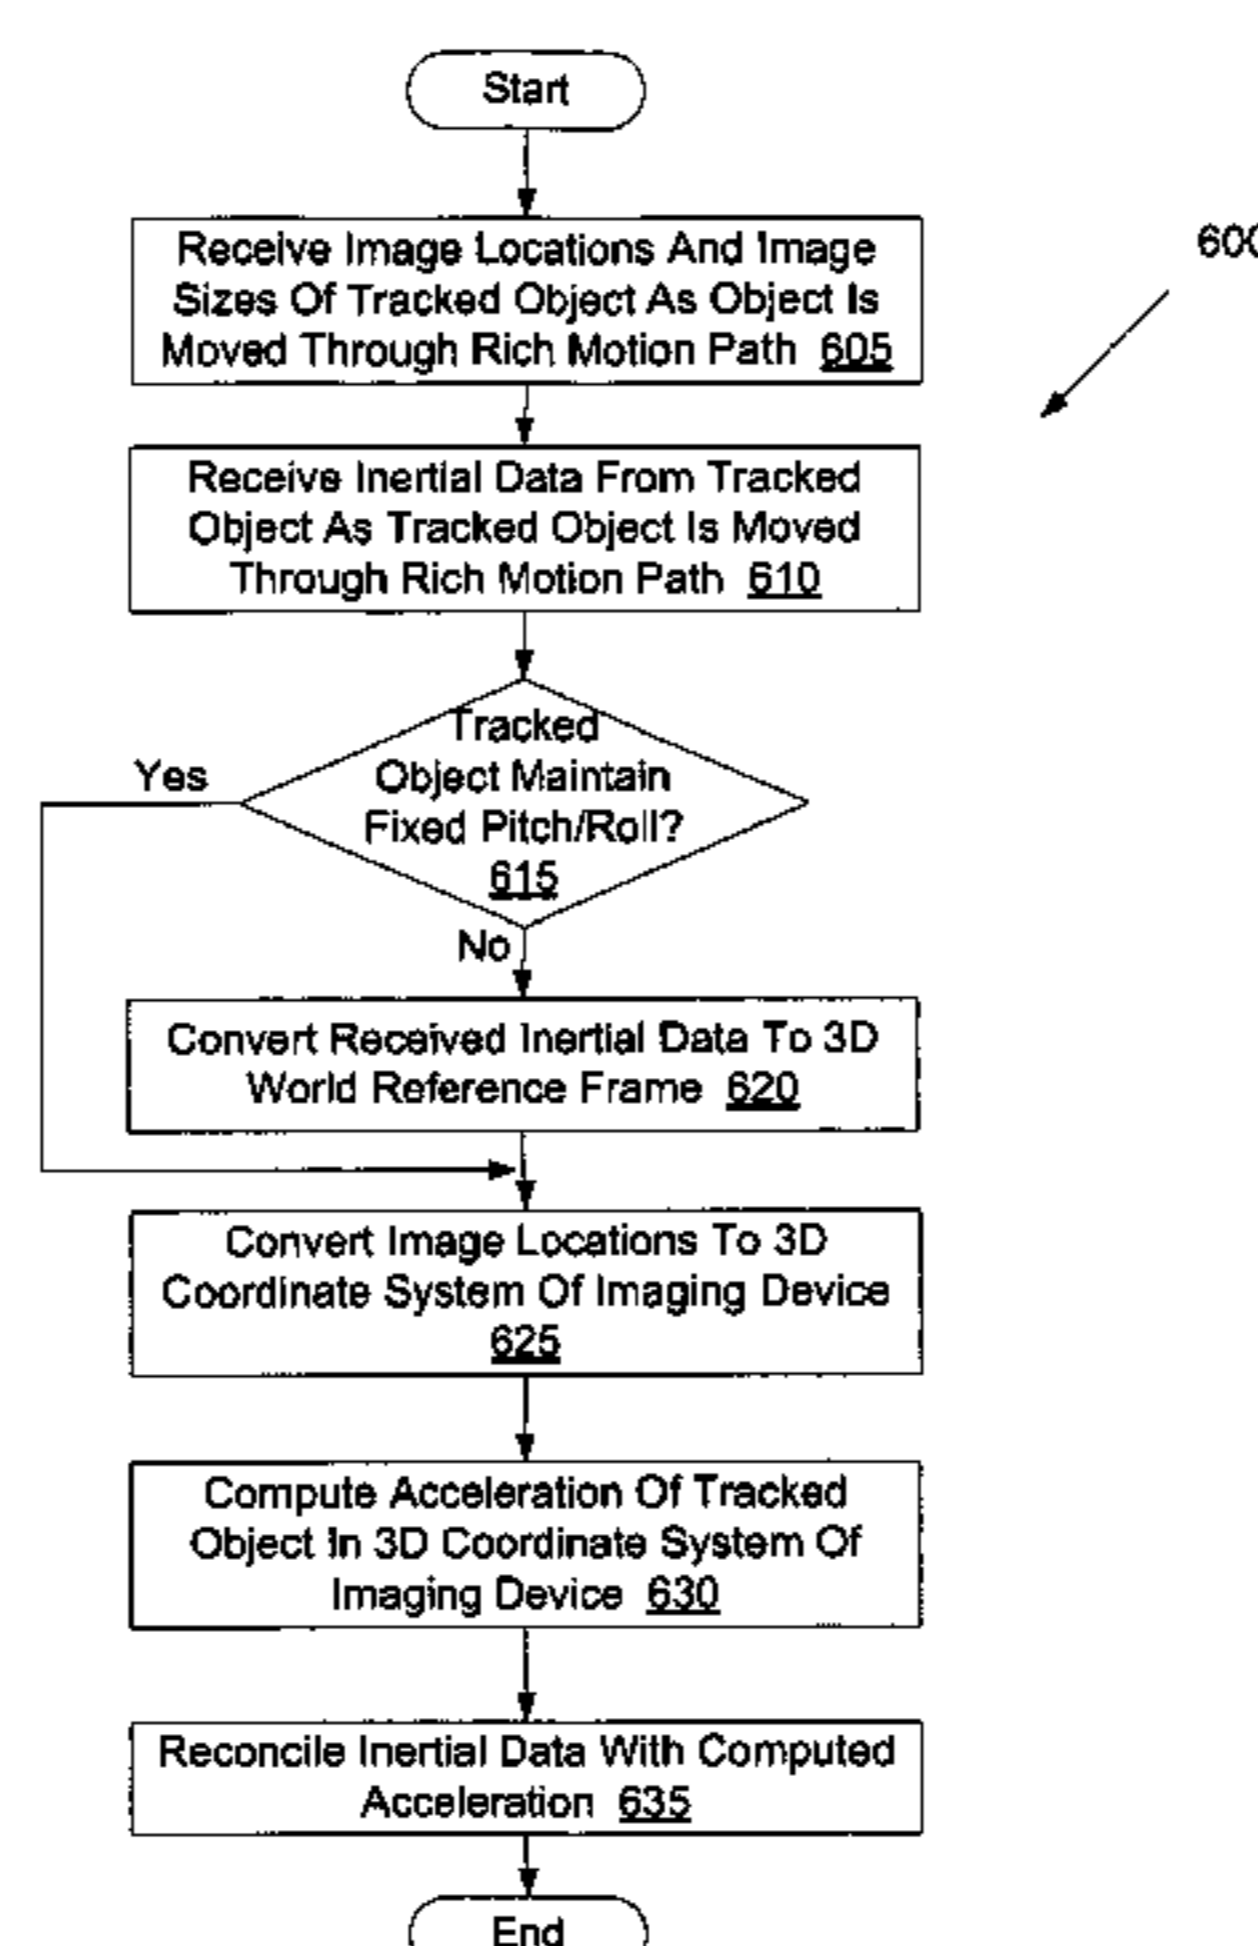 Start
Receive Image Locations And Image
Sizes Of Tracked Object As Object Is
Moved Through Rich Motion Path 605
600
Receive Inertial Data From Tracked
Object As Tracked Object Is Moved
Through Rich Motion Path 610
Tracked
Object Maintain
Fixed Pitch/Roll?
615
Yes
No
Convert Received Inertial Data To 3D
World Reference Frame 620
Convert Image Locations To 3D
Coordinate System Of Imaging Device
625
Compute Acceleration Of Tracked
Object In 3D Coordinate System Of
Imaging Device 630
Reconcile Inertial Data With Computed
Acceleration 635
End